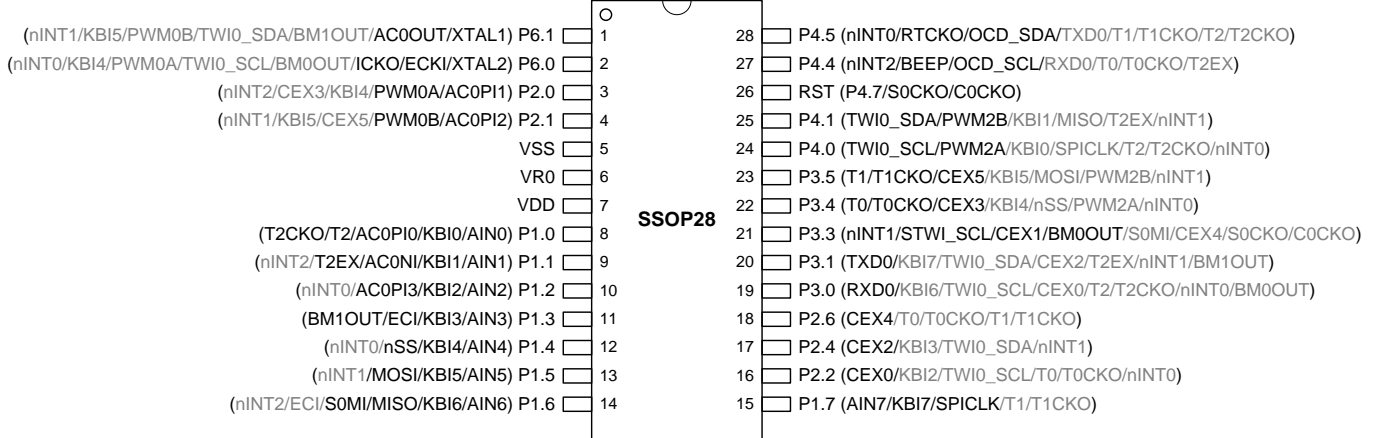 (nINT1/KBI5/PWM0B/TWI0_SDA/BM1OUT/AC0OUT/XTAL1) P6.1 1
(nINT0/KBI4/PWM0A/TWI0_SCL/BM0OUT/ICKO/ECKI/XTAL2) P6.0 2
(nINT2/CEX3/KBI4/PWM0A/AC0PI1) P2.0 3
(nINT1/KBI5/CEX5/PWM0B/AC0PI2) P2.1 4
VSS 5
VR0 6
VDD 7
(T2CKO/T2/AC0PI0/KBI0/AIN0) P1.0 8
(nINT2/T2EX/AC0NI/KBI1/AIN1) P1.1 9
(nINT0/AC0PI3/KBI2/AIN2) P1.2 10
(BM1OUT/ECI/KBI3/AIN3) P1.3 11
(nINT0/nSS/KBI4/AIN4) P1.4 12
(nINT1/MOSI/KBI5/AIN5) P1.5 13
(nINT2/ECI/S0MI/MISO/KBI6/AIN6) P1.6 14
SSOP28
28 P4.5 (nINT0/RTCKO/OCD_SDA/TXD0/T1/T1CKO/T2/T2CKO)
27 P4.4 (nINT2/BEEP/OCD_SCL/RXD0/T0/T0CKO/T2EX)
26 RST (P4.7/S0CKO/C0CKO)
25 P4.1 (TWI0_SDA/PWM2B/KBI1/MISO/T2EX/nINT1)
24 P4.0 (TWI0_SCL/PWM2A/KBI0/SPICLK/T2/T2CKO/nINT0)
23 P3.5 (T1/T1CKO/CEX5/KBI5/MOSI/PWM2B/nINT1)
22 P3.4 (T0/T0CKO/CEX3/KBI4/nSS/PWM2A/nINT0)
21 P3.3 (nINT1/STWI_SCL/CEX1/BM0OUT/S0MI/CEX4/S0CKO/C0CKO)
20 P3.1 (TXD0/KBI7/TWI0_SDA/CEX2/T2EX/nINT1/BM1OUT)
19 P3.0 (RXD0/KBI6/TWI0_SCL/CEX0/T2/T2CKO/nINT0/BM0OUT)
18 P2.6 (CEX4/T0/T0CKO/T1/T1CKO)
17 P2.4 (CEX2/KBI3/TWI0_SDA/nINT1)
16 P2.2 (CEX0/KBI2/TWI0_SCL/T0/T0CKO/nINT0)
15 P1.7 (AIN7/KBI7/SPICLK/T1/T1CKO)